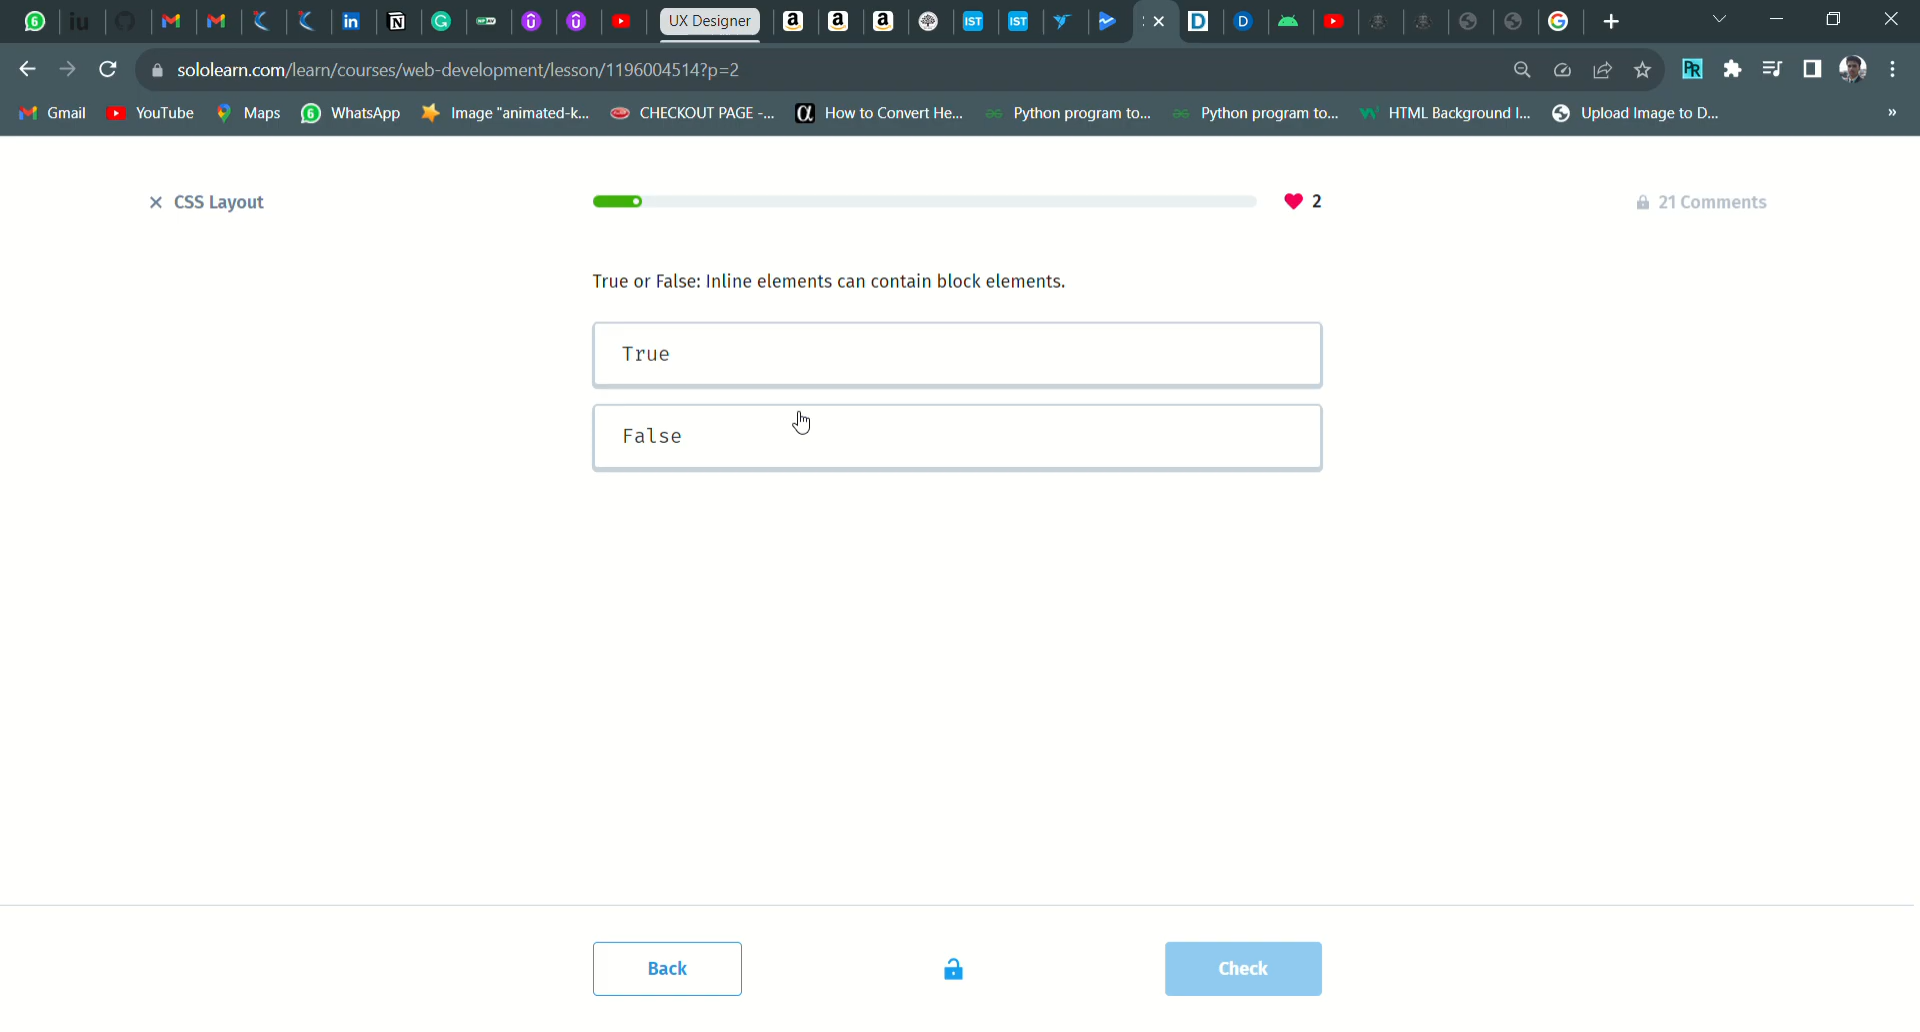 UX Designer
sololearn.com/learn/courses/web-development/lesson/1196004514?p=2
Gmail
YouTube
Maps
WhatsApp
Image "animated-k...
CHECKOUT PAGE -...
How to Convert He...
Python program to...
Python program to...
HTML Background I...
Upload Image to D...
»
CSS Layout
2
21 Comments
True or False: Inline elements can contain block elements.
True
False
Back
Check